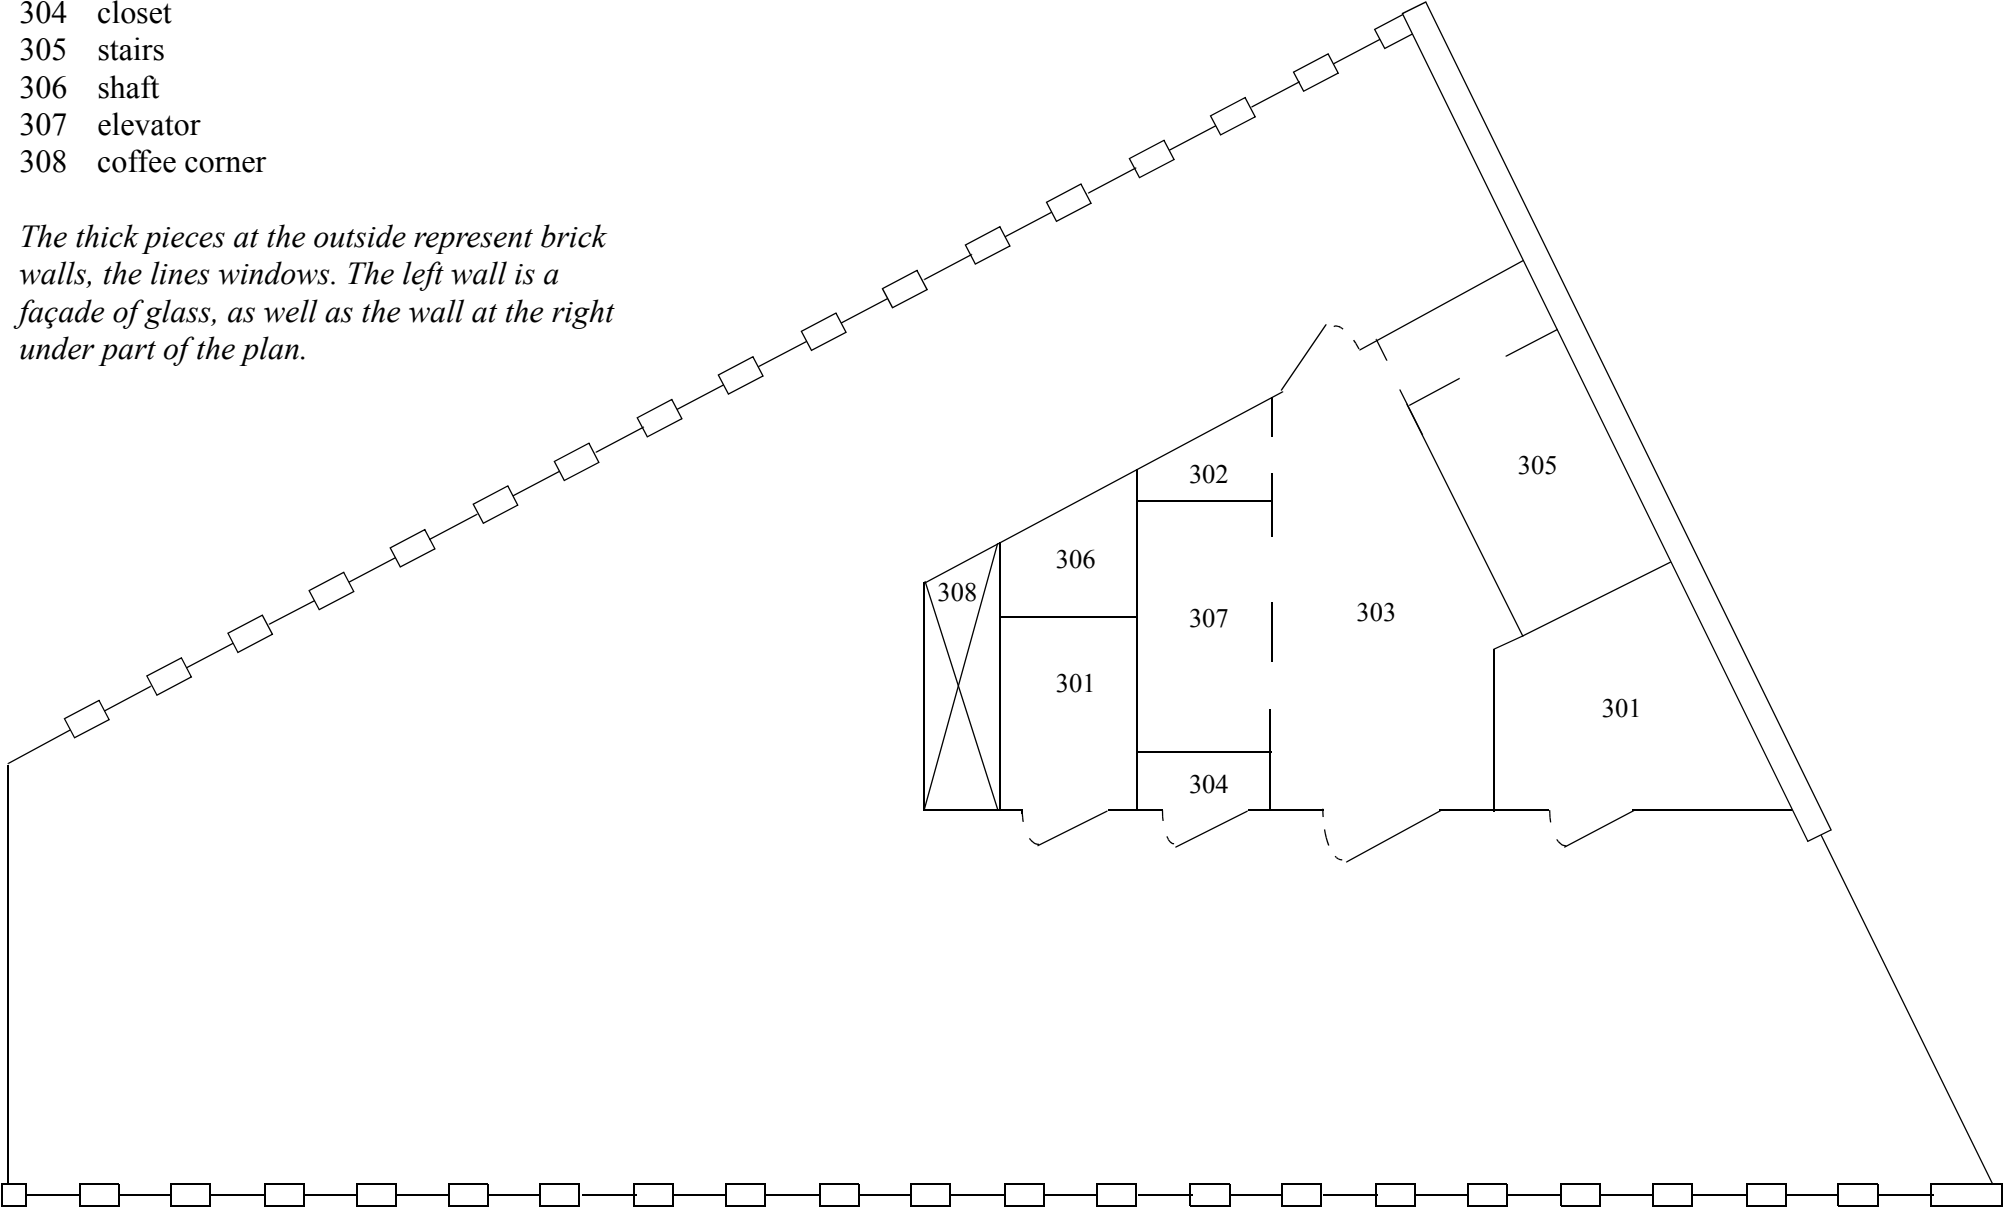 304 closet
305 stairs
306 shaft
307 elevator
308 coffee corner
The thick pieces at the outside represent brick
walls, the lines windows. The left wall is a
façade of glass, as well as the wall at the right
under part of the plan.
305
302
306
308
303
307
301
301
304